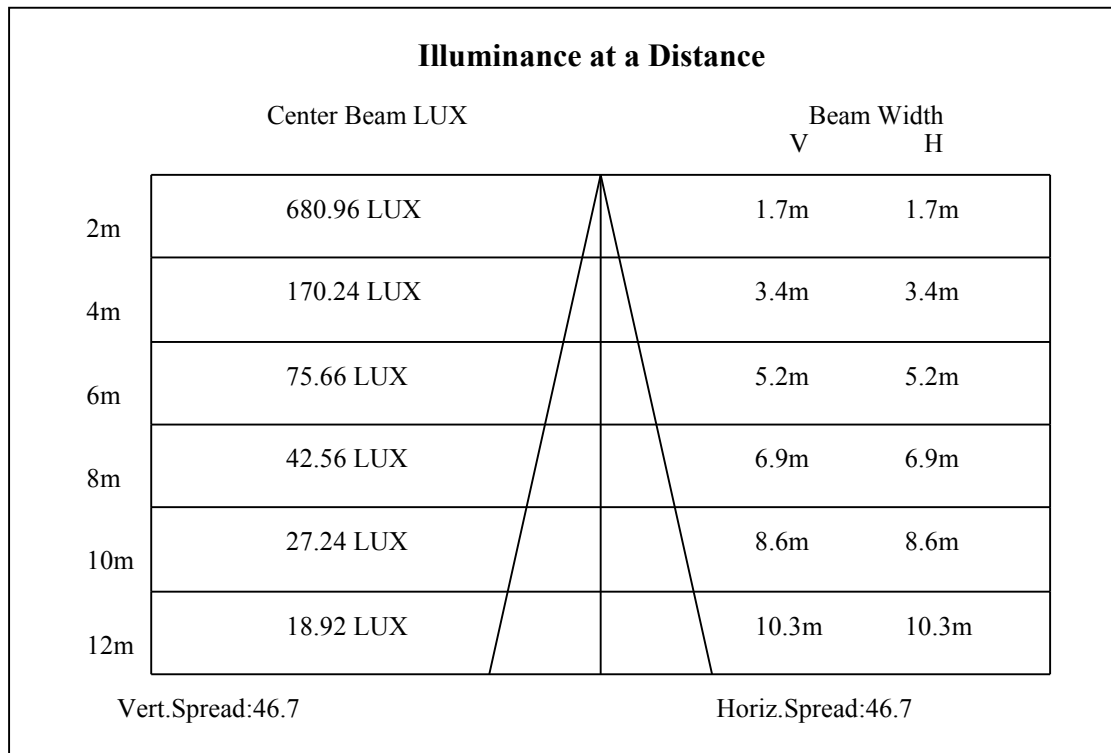 Illuminance at a Distance
Center Beam LUX Beam Width
V H
680.96 LUX 1.7m 1.7m
2m
170.24 LUX 3.4m 3.4m
4m
75.66 LUX 5.2m 5.2m
6m
42.56 LUX 6.9m 6.9m
8m
27.24 LUX 8.6m 8.6m
10m
18.92 LUX 10.3m 10.3m
12m
Vert.Spread:46.7 Horiz.Spread:46.7